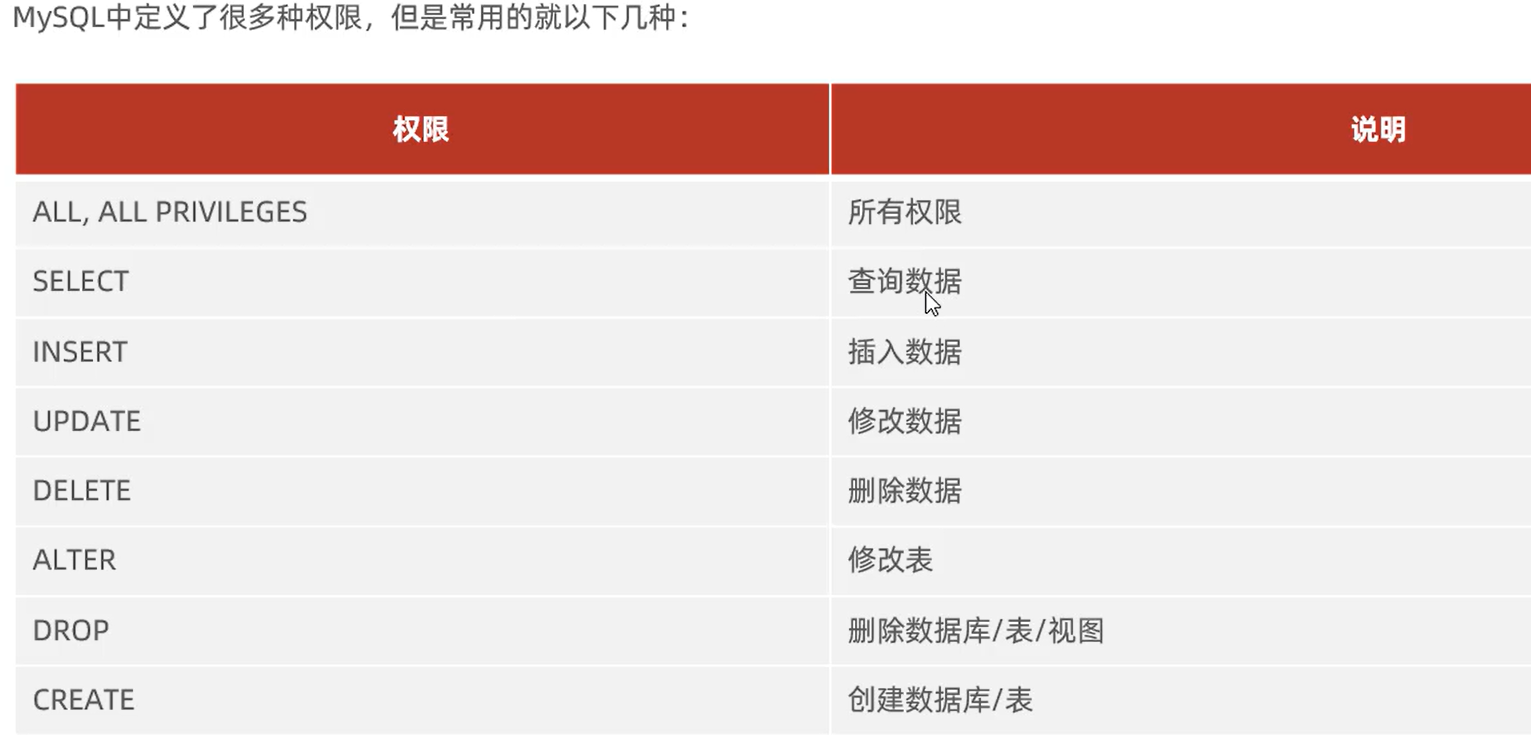 MySQL中定义了很多种权限，但是常用的就以下几种：
权限 说明
ALL, ALL PRIVILEGES 所有权限
SELECT 查询数据
INSERT 插入数据
UPDATE 修改数据
DELETE 删除数据
ALTER 修改表
DROP 删除数据库/表/视图
CREATE 创建数据库/表